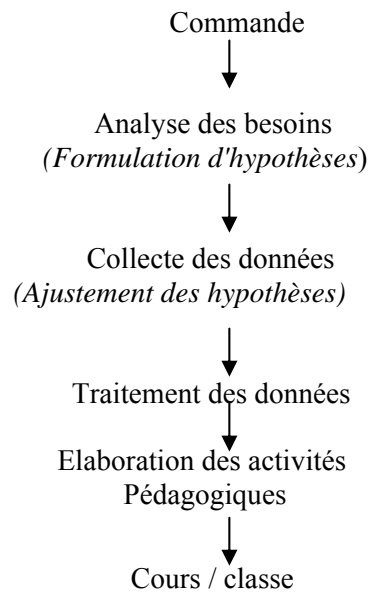 Commande
Analyse des besoins
(Formulation d'hypothèses)
Collecte des données
(Ajustement des hypothèses)
Traitement des données
Elaboration des activités
Pédagogiques
Cours / classe